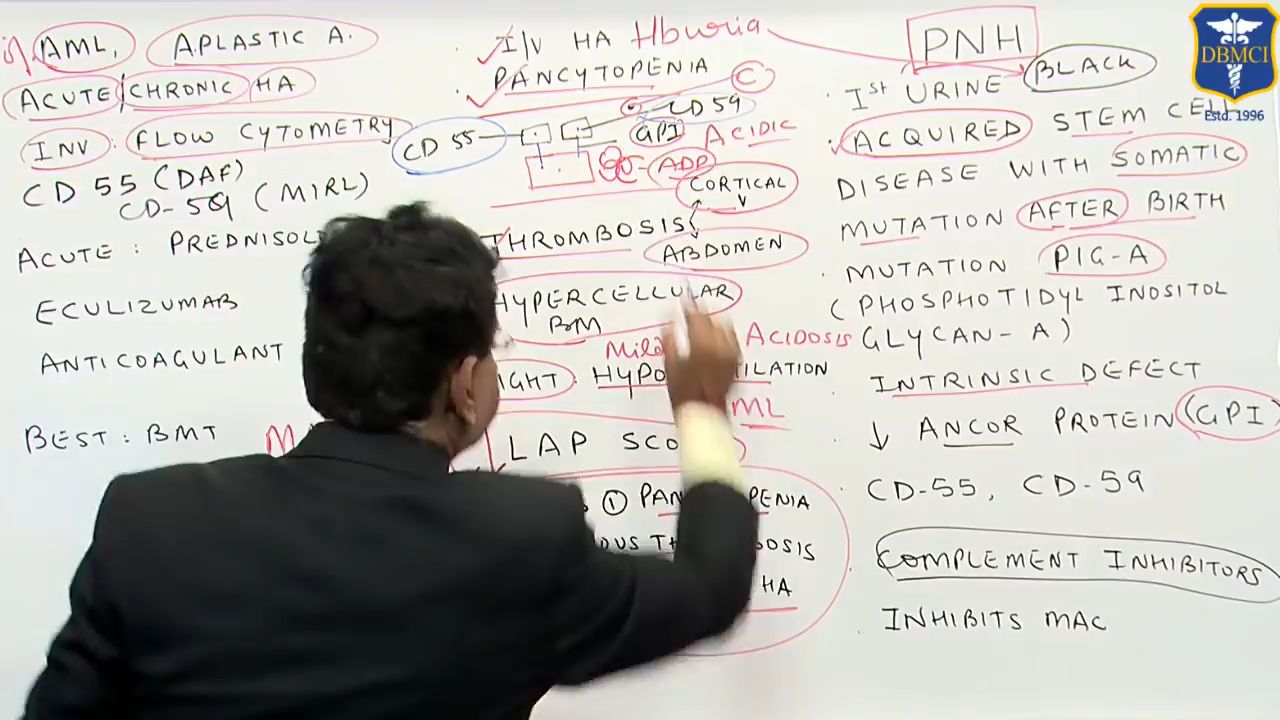 AML, APLASTIC A.
ACUTE/CHRONIC HA
INV : FLOW CYTOMETRY
CD 55 (DAF)
CD-59 (MIRL)
ACUTE : PREDNISOL
ECULIZUMAB
ANTICOAGULANT
BEST : BMT
I/V HA Hburia
PANCYTOPENIA
C
CD 59
CD 55
GPI ACIDIC
ADP
CORTICAL
THROMBOSIS
ABDOMEN
HYPERCELLULAR
BM
ACIDOSIS
IGHT : HYPO ILATION
ML
LAP SCO
① PAN PENIA
OUS TH OSIS
HA
PNH
Ist URINE BLACK
ACQUIRED STEM CELL
DISEASE WITH SOMATIC
MUTATION AFTER BIRTH
MUTATION PIG-A
(PHOSPHOTIDYL INOSITOL
GLYCAN-A)
INTRINSIC DEFECT
↓ ANCOR PROTEIN (GPI)
CD-55, CD-59
COMPLEMENT INHIBITORS
INHIBITS MAC
DBMCI
Estd. 1996